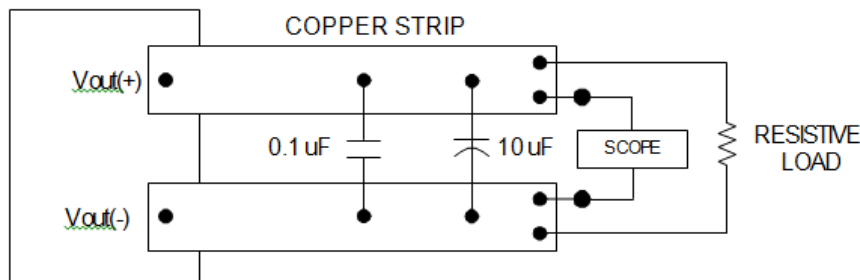 COPPER STRIP
Vout(+)
0.1 uF
10 uF
SCOPE
RESISTIVE
LOAD
Vout(-)